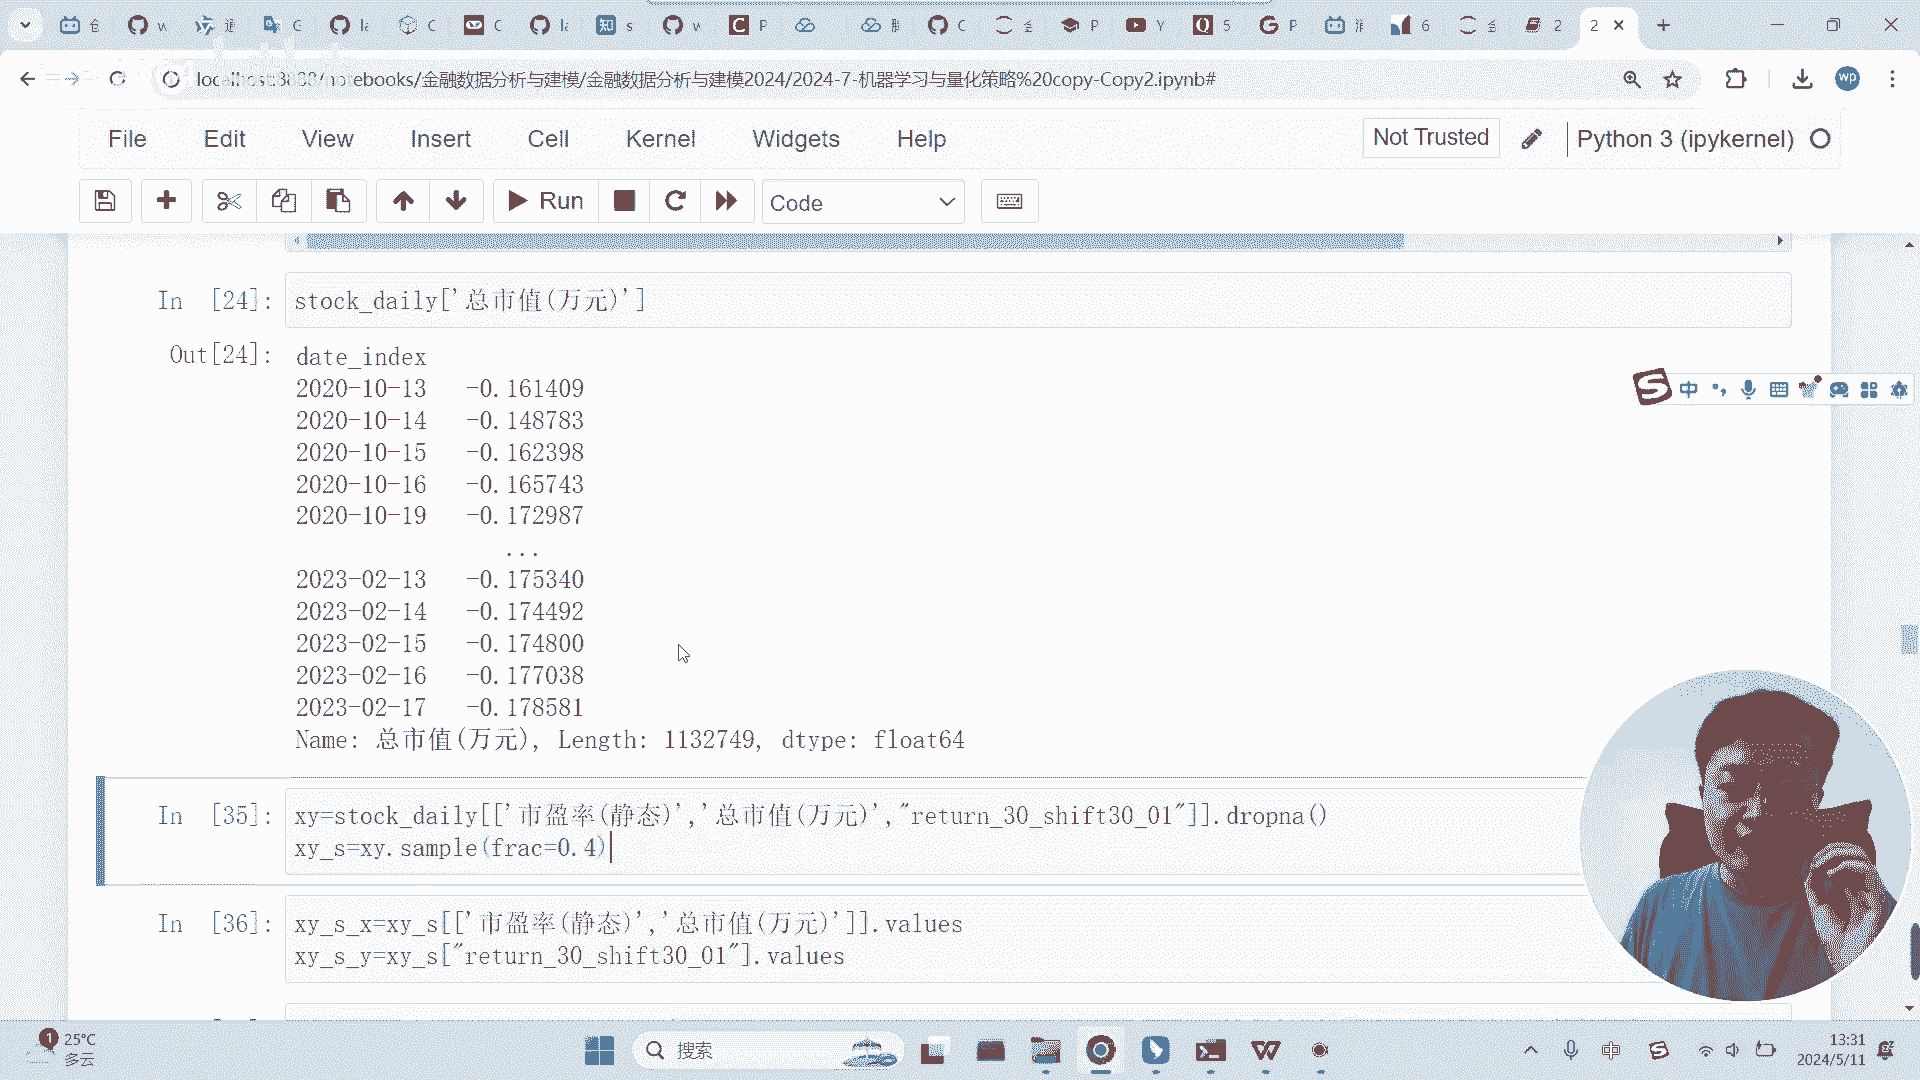 localhost:8888/notebooks/金融数据分析与建模/金融数据分析与建模2024/2024-7-机器学习与量化策略%20copy-Copy2.ipynb#
File Edit View Insert Cell Kernel Widgets Help
Not Trusted Python 3 (ipykernel)
Run Code
In [24]: stock_daily['总市值(万元)']
Out[24]: date_index
2020-10-13 -0.161409
2020-10-14 -0.148783
2020-10-15 -0.162398
2020-10-16 -0.165743
2020-10-19 -0.172987
...
2023-02-13 -0.175340
2023-02-14 -0.174492
2023-02-15 -0.174800
2023-02-16 -0.177038
2023-02-17 -0.178581
Name: 总市值(万元), Length: 1132749, dtype: float64
In [35]: xy=stock_daily[['市盈率(静态)','总市值(万元)',"return_30_shift30_01"]].dropna()
xy_s=xy.sample(frac=0.4)
In [36]: xy_s_x=xy_s[['市盈率(静态)','总市值(万元)']].values
xy_s_y=xy_s["return_30_shift30_01"].values
中
wp
1
25°C
多云
搜索
中
13:31
2024/5/11